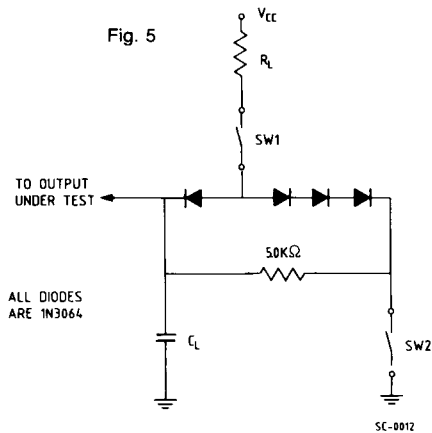 Fig. 5
VCC
RL
SW1
TO OUTPUT
UNDER TEST
5.0KΩ
ALL DIODES
ARE 1N3064
CL
SW2
SC-0012